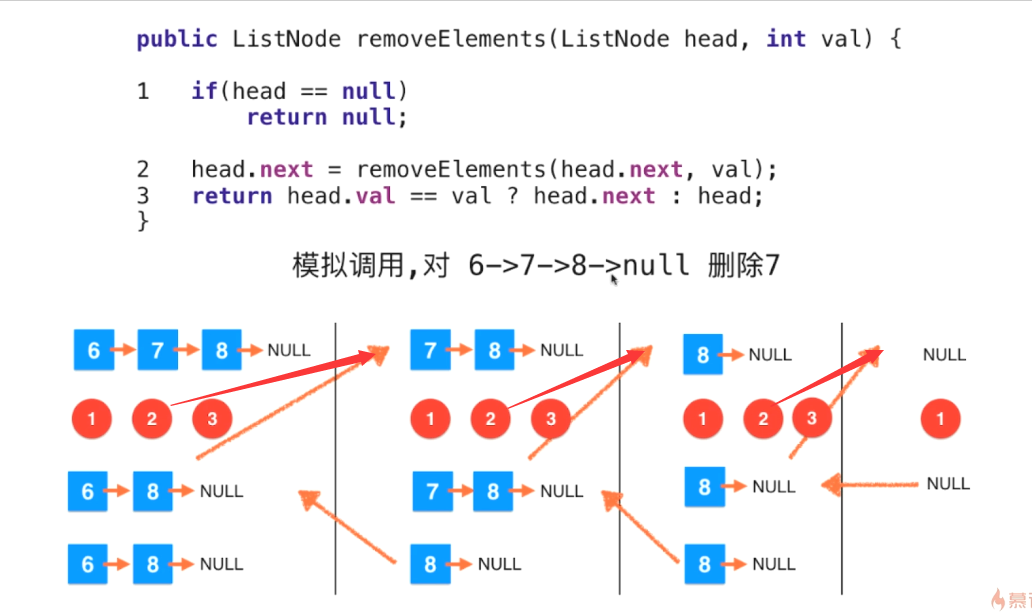 public ListNode removeElements(ListNode head, int val) {
1 if(head == null)
return null;
2 head.next = removeElements(head.next, val);
3 return head.val == val ? head.next : head;
}
模拟调用,对 6->7->8->null 删除7
6 7 8 NULL 7 8 NULL 8 NULL NULL
1 2 3 1 2 3 1 2 3 1
6 8 NULL 7 8 NULL 8 NULL NULL
6 8 NULL 8 NULL 8 NULL